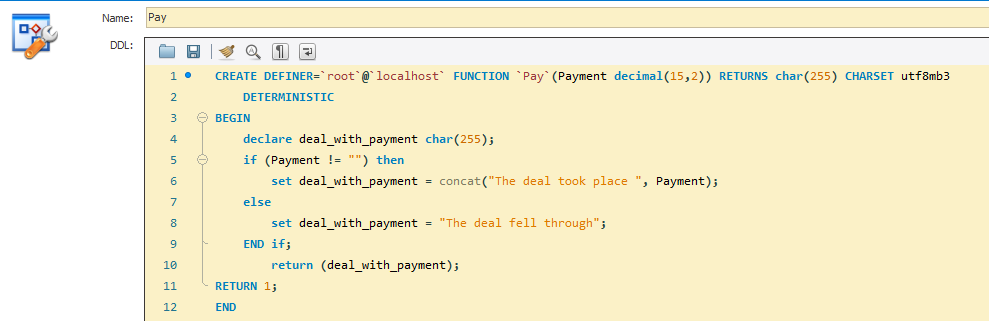 Name: Pay
DDL:
1 CREATE DEFINER=`root`@`localhost` FUNCTION `Pay`(Payment decimal(15,2)) RETURNS char(255) CHARSET utf8mb3
2 DETERMINISTIC
3 BEGIN
4 declare deal_with_payment char(255);
5 if (Payment != "") then
6 set deal_with_payment = concat("The deal took place ", Payment);
7 else
8 set deal_with_payment = "The deal fell through";
9 END if;
10 return (deal_with_payment);
11 RETURN 1;
12 END